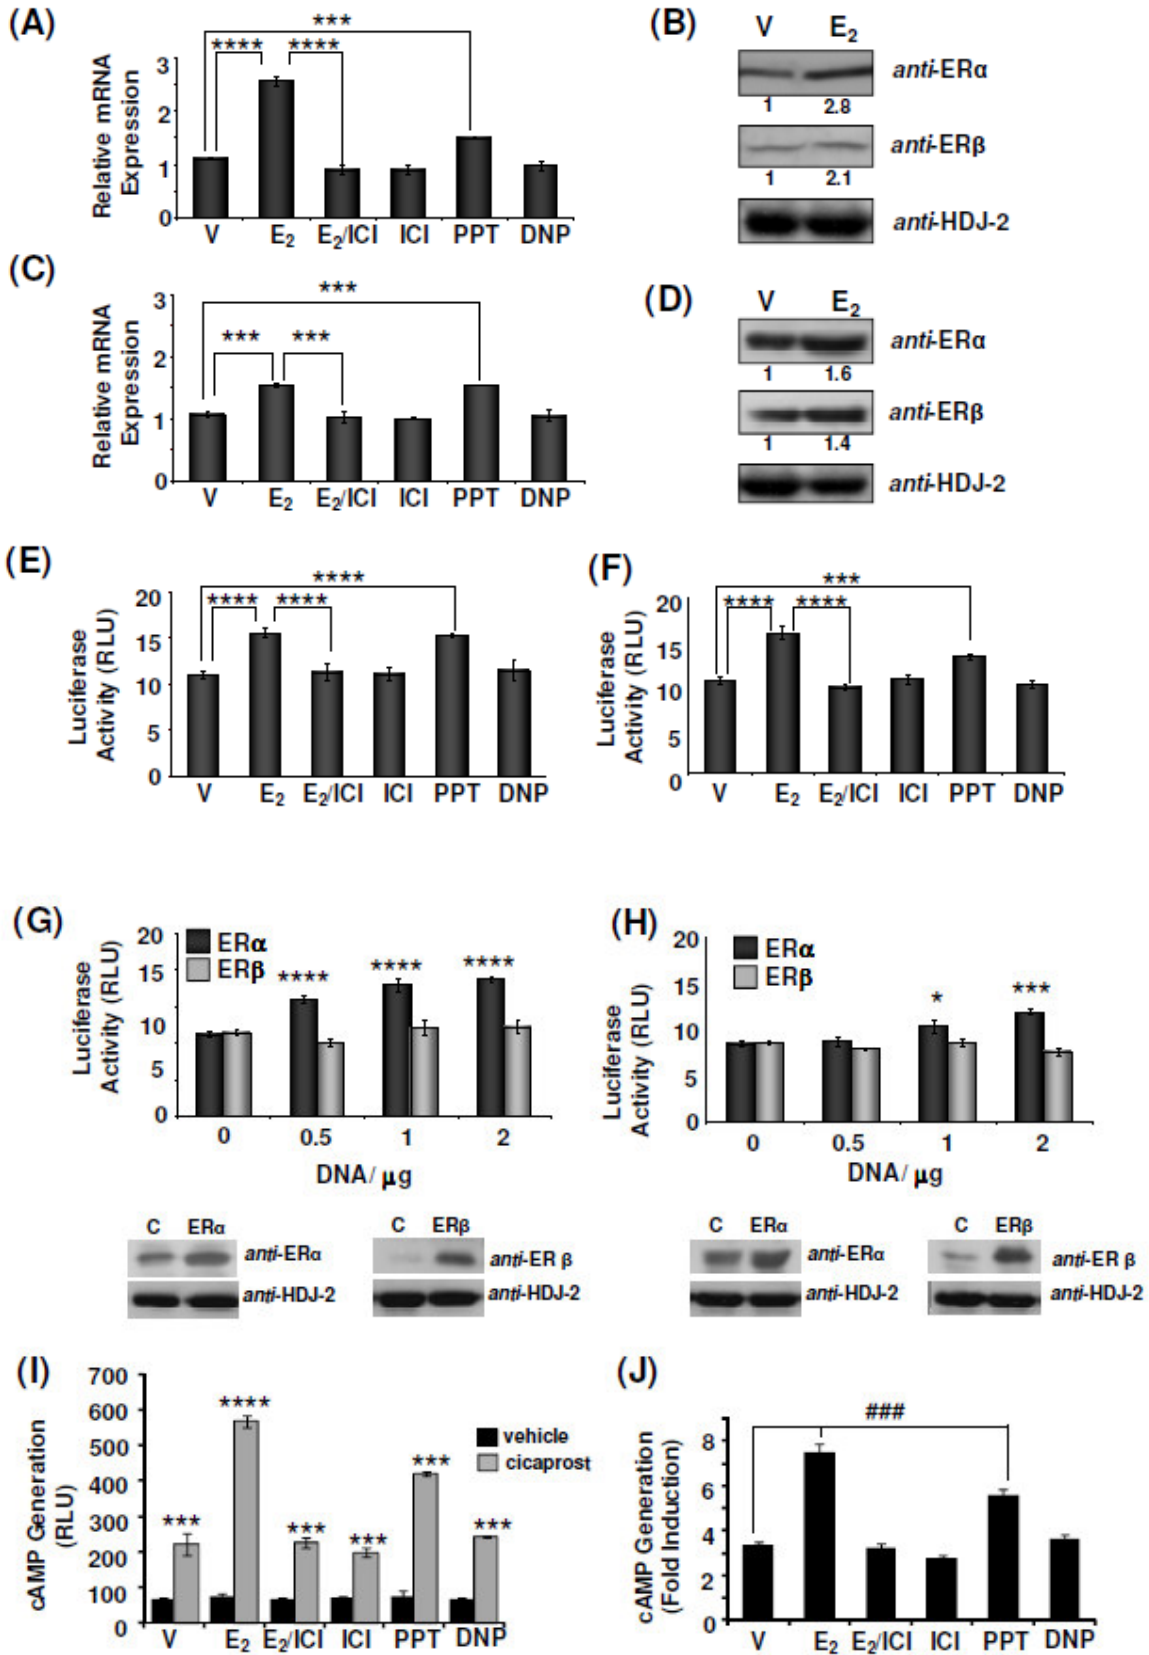 (A)
***
**** ****
Relative mRNA
Expression
3
2
1
0
V E2 E2/ICI ICI PPT DNP
(B)
V E2
anti-ERα
1 2.8
anti-ERβ
1 2.1
anti-HDJ-2
(C)
***
*** ***
Relative mRNA
Expression
3
2
1
0
V E2 E2/ICI ICI PPT DNP
(D)
V E2
anti-ERα
1 1.6
anti-ERβ
1 1.4
anti-HDJ-2
(E)
****
**** ****
Luciferase
Activity (RLU)
20
15
10
5
0
V E2 E2/ICI ICI PPT DNP
(F)
***
**** ****
Luciferase
Activity (RLU)
20
15
10
5
0
V E2 E2/ICI ICI PPT DNP
(G)
ERα
ERβ
**** **** ****
Luciferase
Activity (RLU)
20
15
10
5
0
0 0.5 1 2
DNA/ μg
C ERα
anti-ERα
anti-HDJ-2
C ERβ
anti-ER β
anti-HDJ-2
(H)
ERα
ERβ
* ***
Luciferase
Activity (RLU)
20
15
10
5
0
0 0.5 1 2
DNA/ μg
C ERα
anti-ERα
anti-HDJ-2
C ERβ
anti-ER β
anti-HDJ-2
(I)
cAMP Generation
(RLU)
700
600
500
400
300
200
100
0
*** **** *** *** *** ***
vehicle
cicaprost
V E2 E2/ICI ICI PPT DNP
(J)
###
cAMP Generation
(Fold Induction)
8
6
4
2
0
V E2 E2/ICI ICI PPT DNP